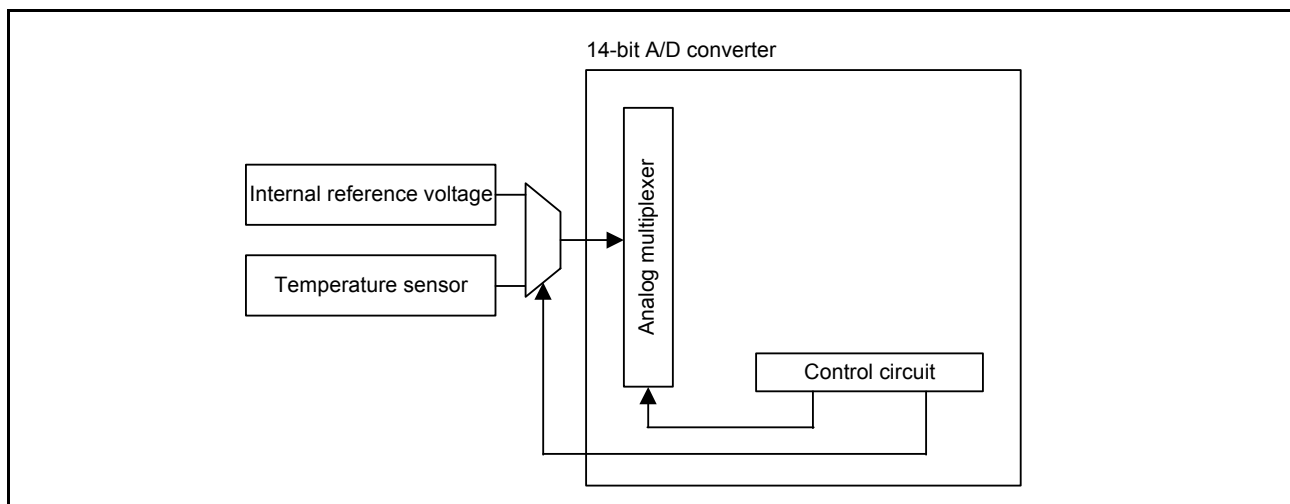 14-bit A/D converter
Internal reference voltage
Temperature sensor
Analog multiplexer
Control circuit